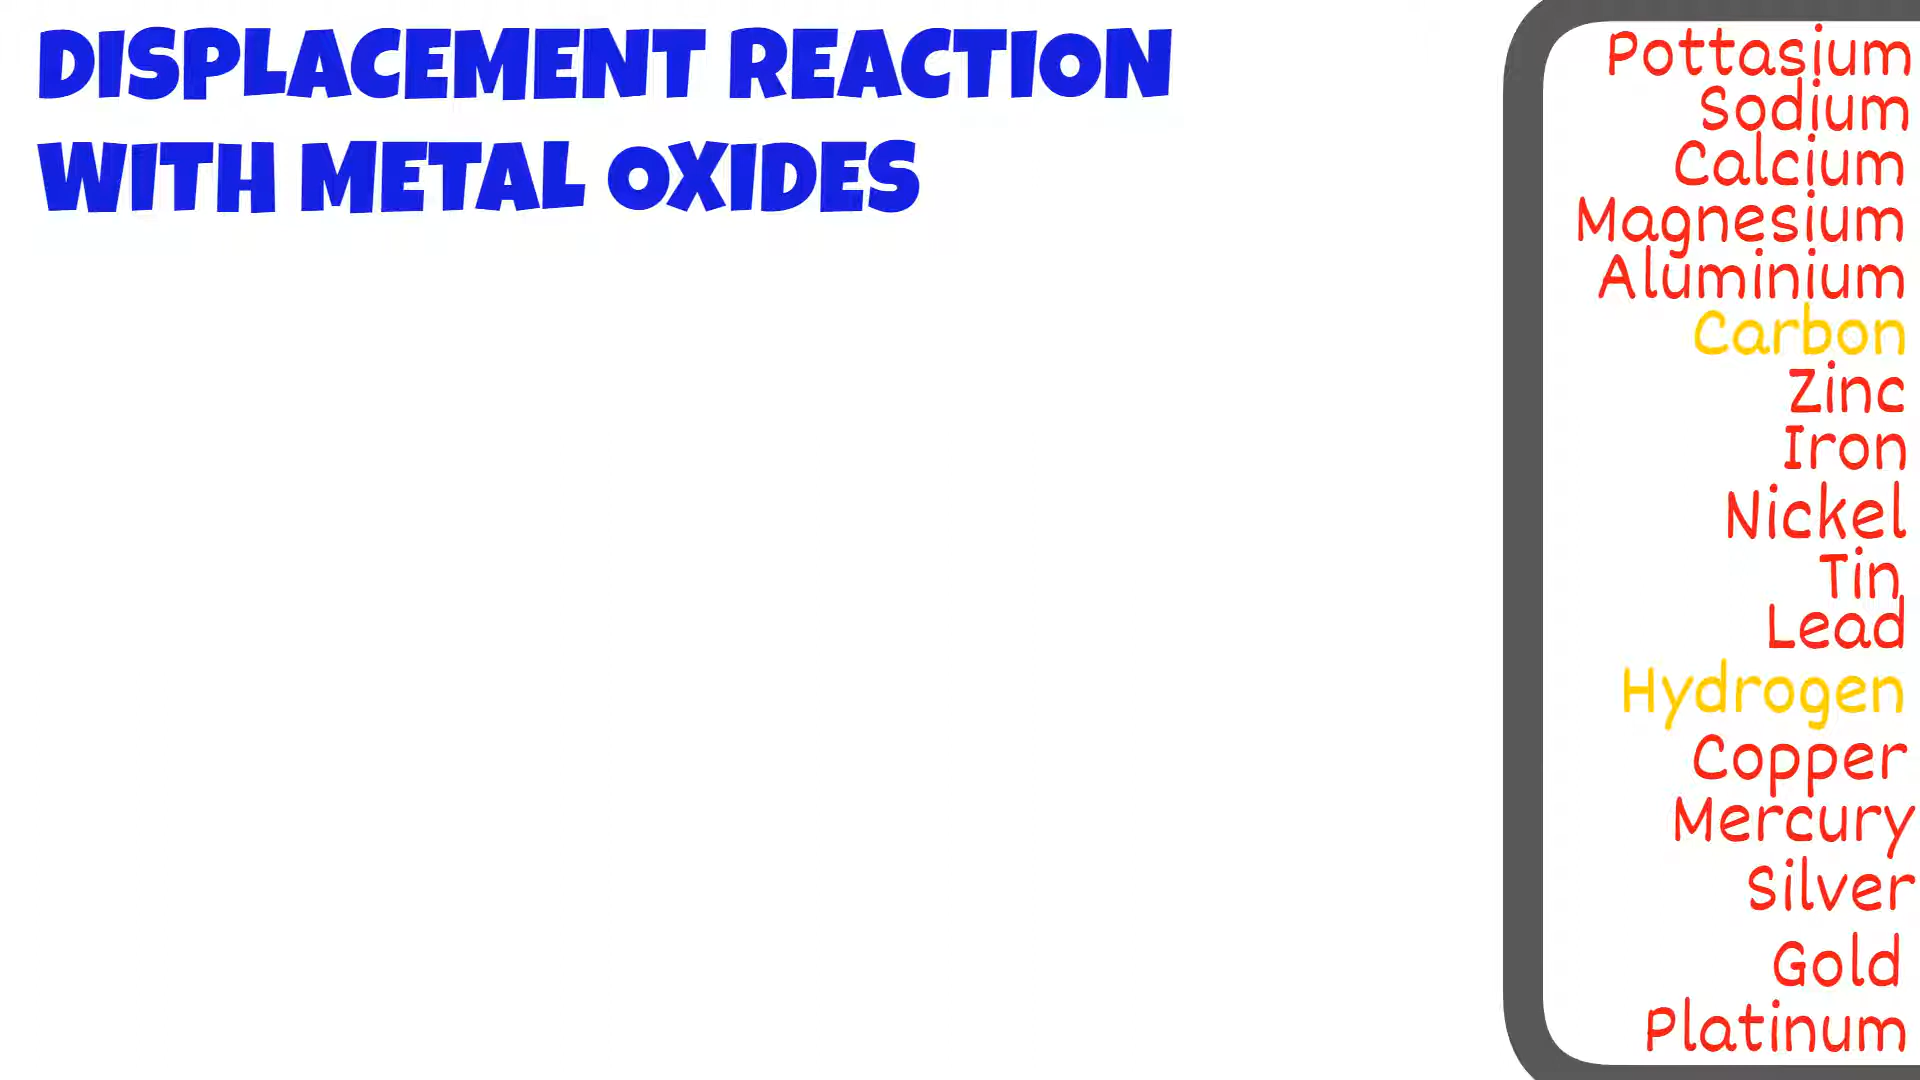 DISPLACEMENT REACTION
WITH METAL OXIDES
Pottasium
Sodium
Calcium
Magnesium
Aluminium
Carbon
Zinc
Iron
Nickel
Tin
Lead
Hydrogen
Copper
Mercury
Silver
Gold
Platinum